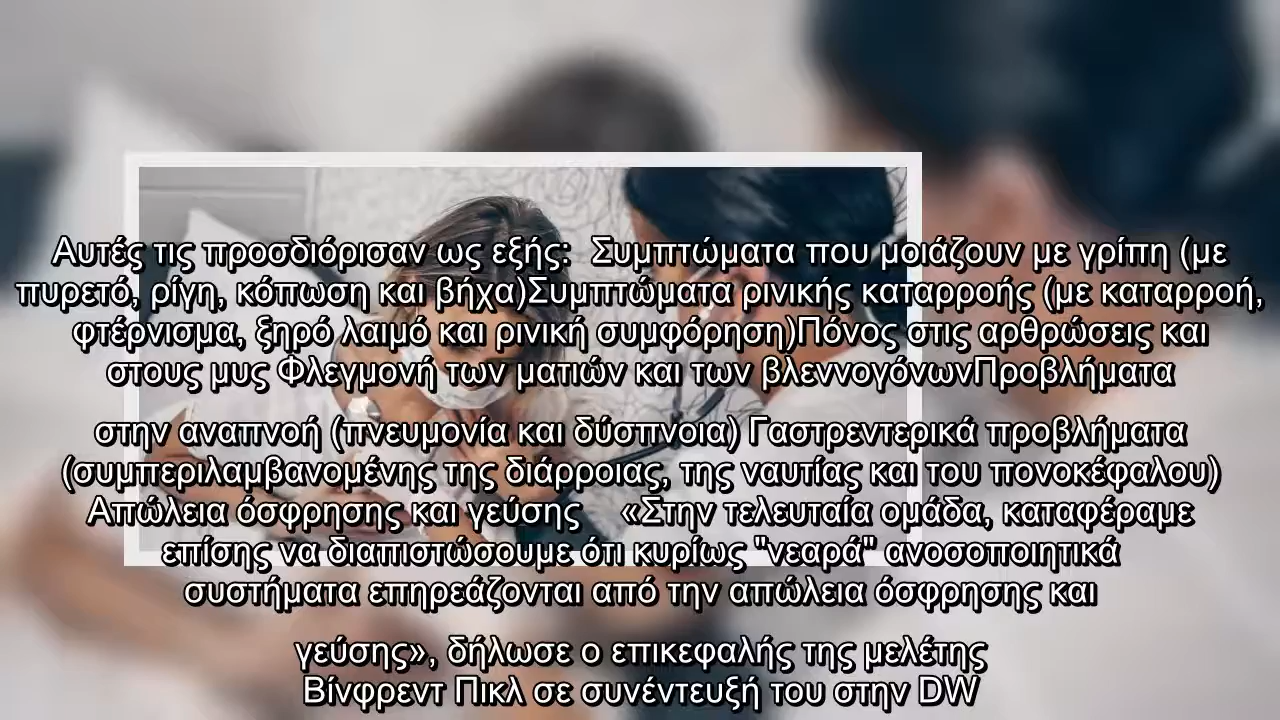 Αυτές τις προσδιόρισαν ως εξής:  Συμπτώματα που μοιάζουν με γρίπη (με
πυρετό, ρίγη, κόπωση και βήχα)Συμπτώματα ρινικής καταρροής (με καταρροή,
φτέρνισμα, ξηρό λαιμό και ρινική συμφόρηση)Πόνος στις αρθρώσεις και
στους μυς Φλεγμονή των ματιών και των βλεννογόνωνΠροβλήματα
στην αναπνοή (πνευμονία και δύσπνοια) Γαστρεντερικά προβλήματα
(συμπεριλαμβανομένης της διάρροιας, της ναυτίας και του πονοκέφαλου)
Απώλεια όσφρησης και γεύσης    «Στην τελευταία ομάδα, καταφέραμε
επίσης να διαπιστώσουμε ότι κυρίως "νεαρά" ανοσοποιητικά
συστήματα επηρεάζονται από την απώλεια όσφρησης και
γεύσης», δήλωσε ο επικεφαλής της μελέτης
Βίνφρεντ Πικλ σε συνέντευξή του στην DW